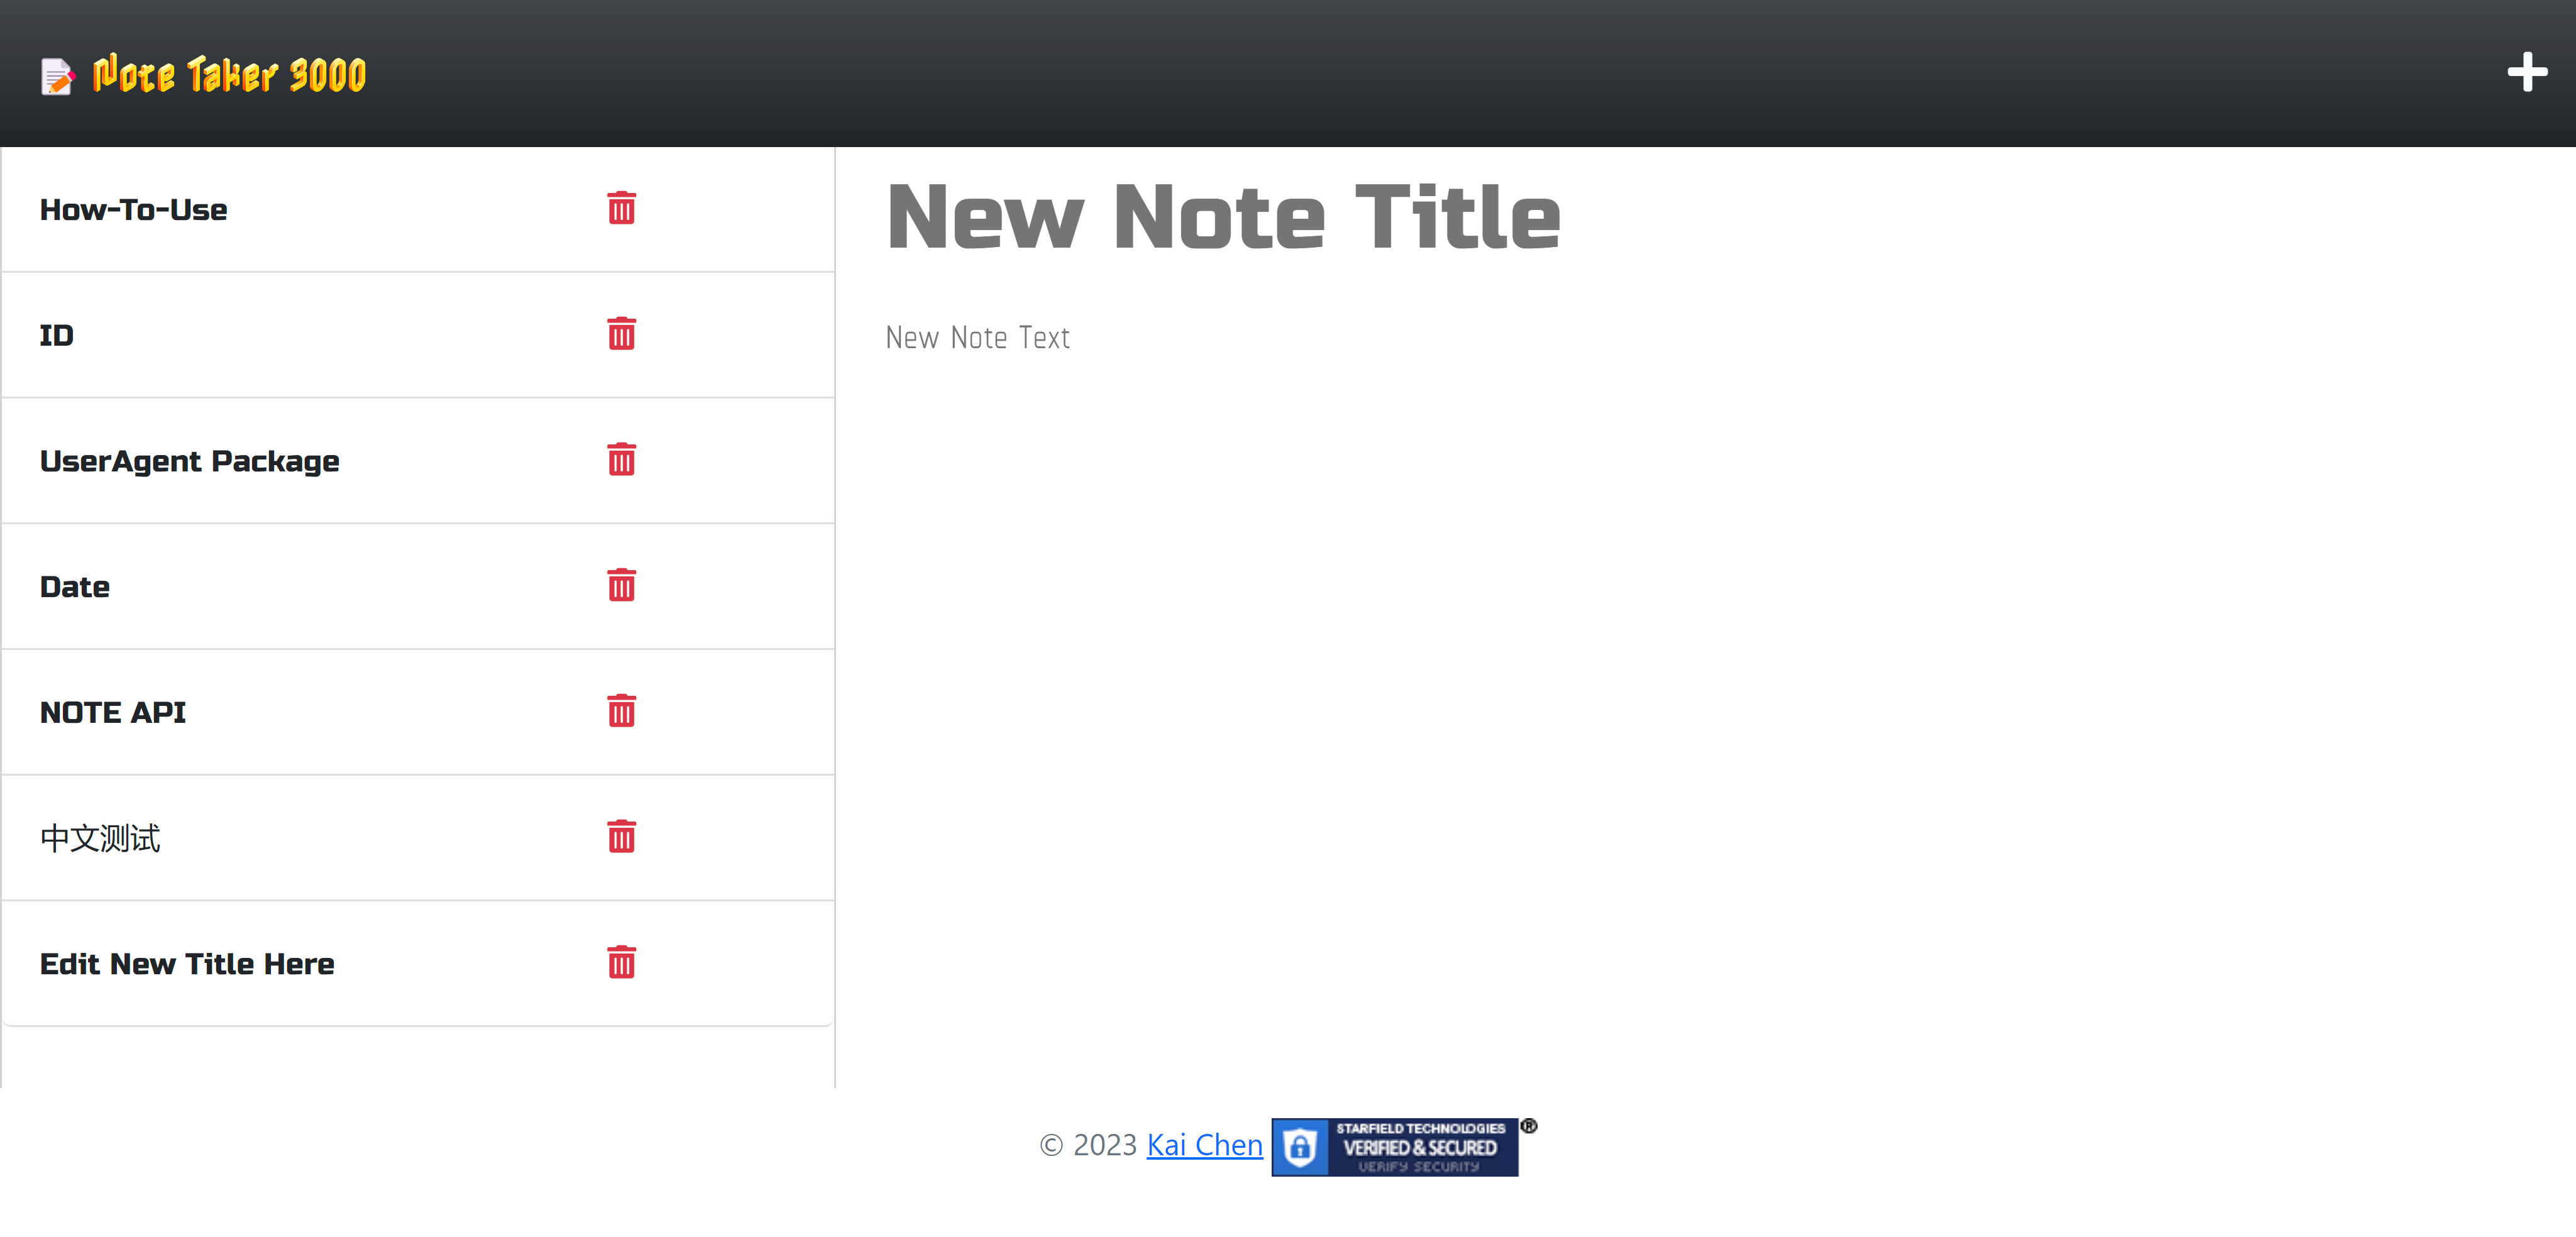 Note Taker 3000
How-To-Use
ID
UserAgent Package
Date
NOTE API
中文测试
Edit New Title Here
New Note Title
New Note Text
© 2023 Kai Chen
STARFIELD TECHNOLOGIES ®
VERIFIED & SECURED
VERIFY SECURITY